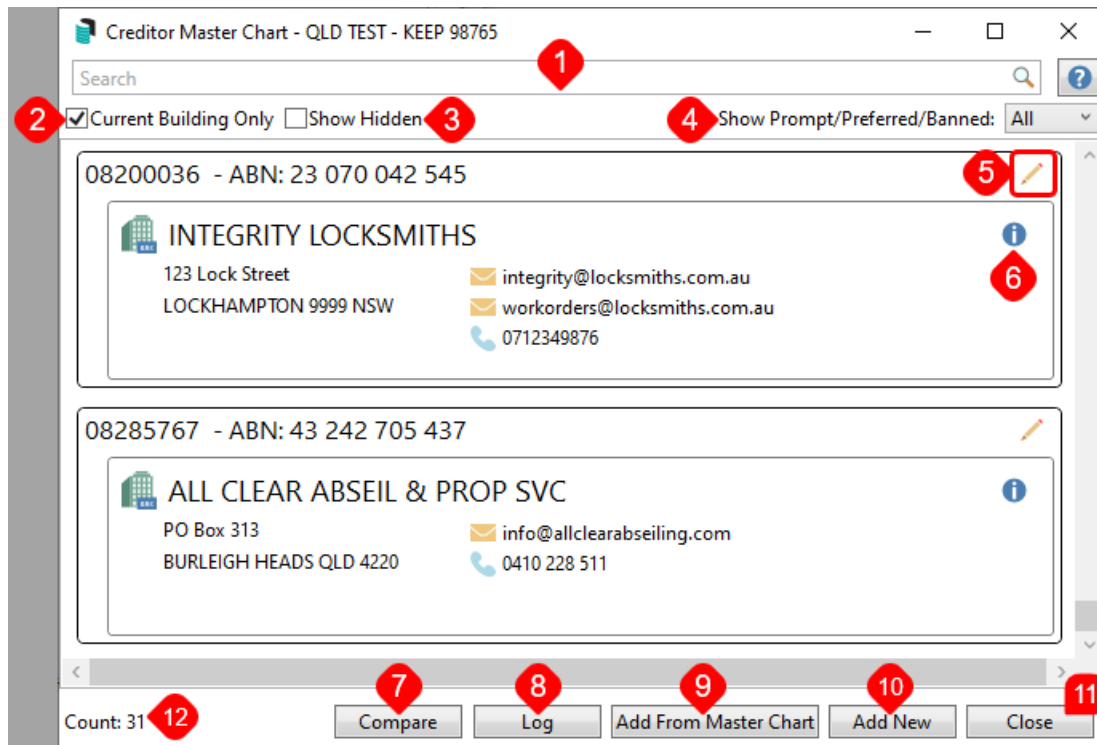 Creditor Master Chart - QLD TEST - KEEP 98765
1
Search
?
2 Current Building Only Show Hidden 3 4 Show Prompt/Preferred/Banned: All
08200036 - ABN: 23 070 042 545 5
INTEGRITY LOCKSMITHS i
123 Lock Street integrity@locksmiths.com.au 6
LOCKHAMPTON 9999 NSW workorders@locksmiths.com.au
0712349876
08285767 - ABN: 43 242 705 437
ALL CLEAR ABSEIL & PROP SVC i
PO Box 313 info@allclearabseiling.com
BURLEIGH HEADS QLD 4220 0410 228 511
7 8 9 10 11
Count: 31 12 Compare Log Add From Master Chart Add New Close